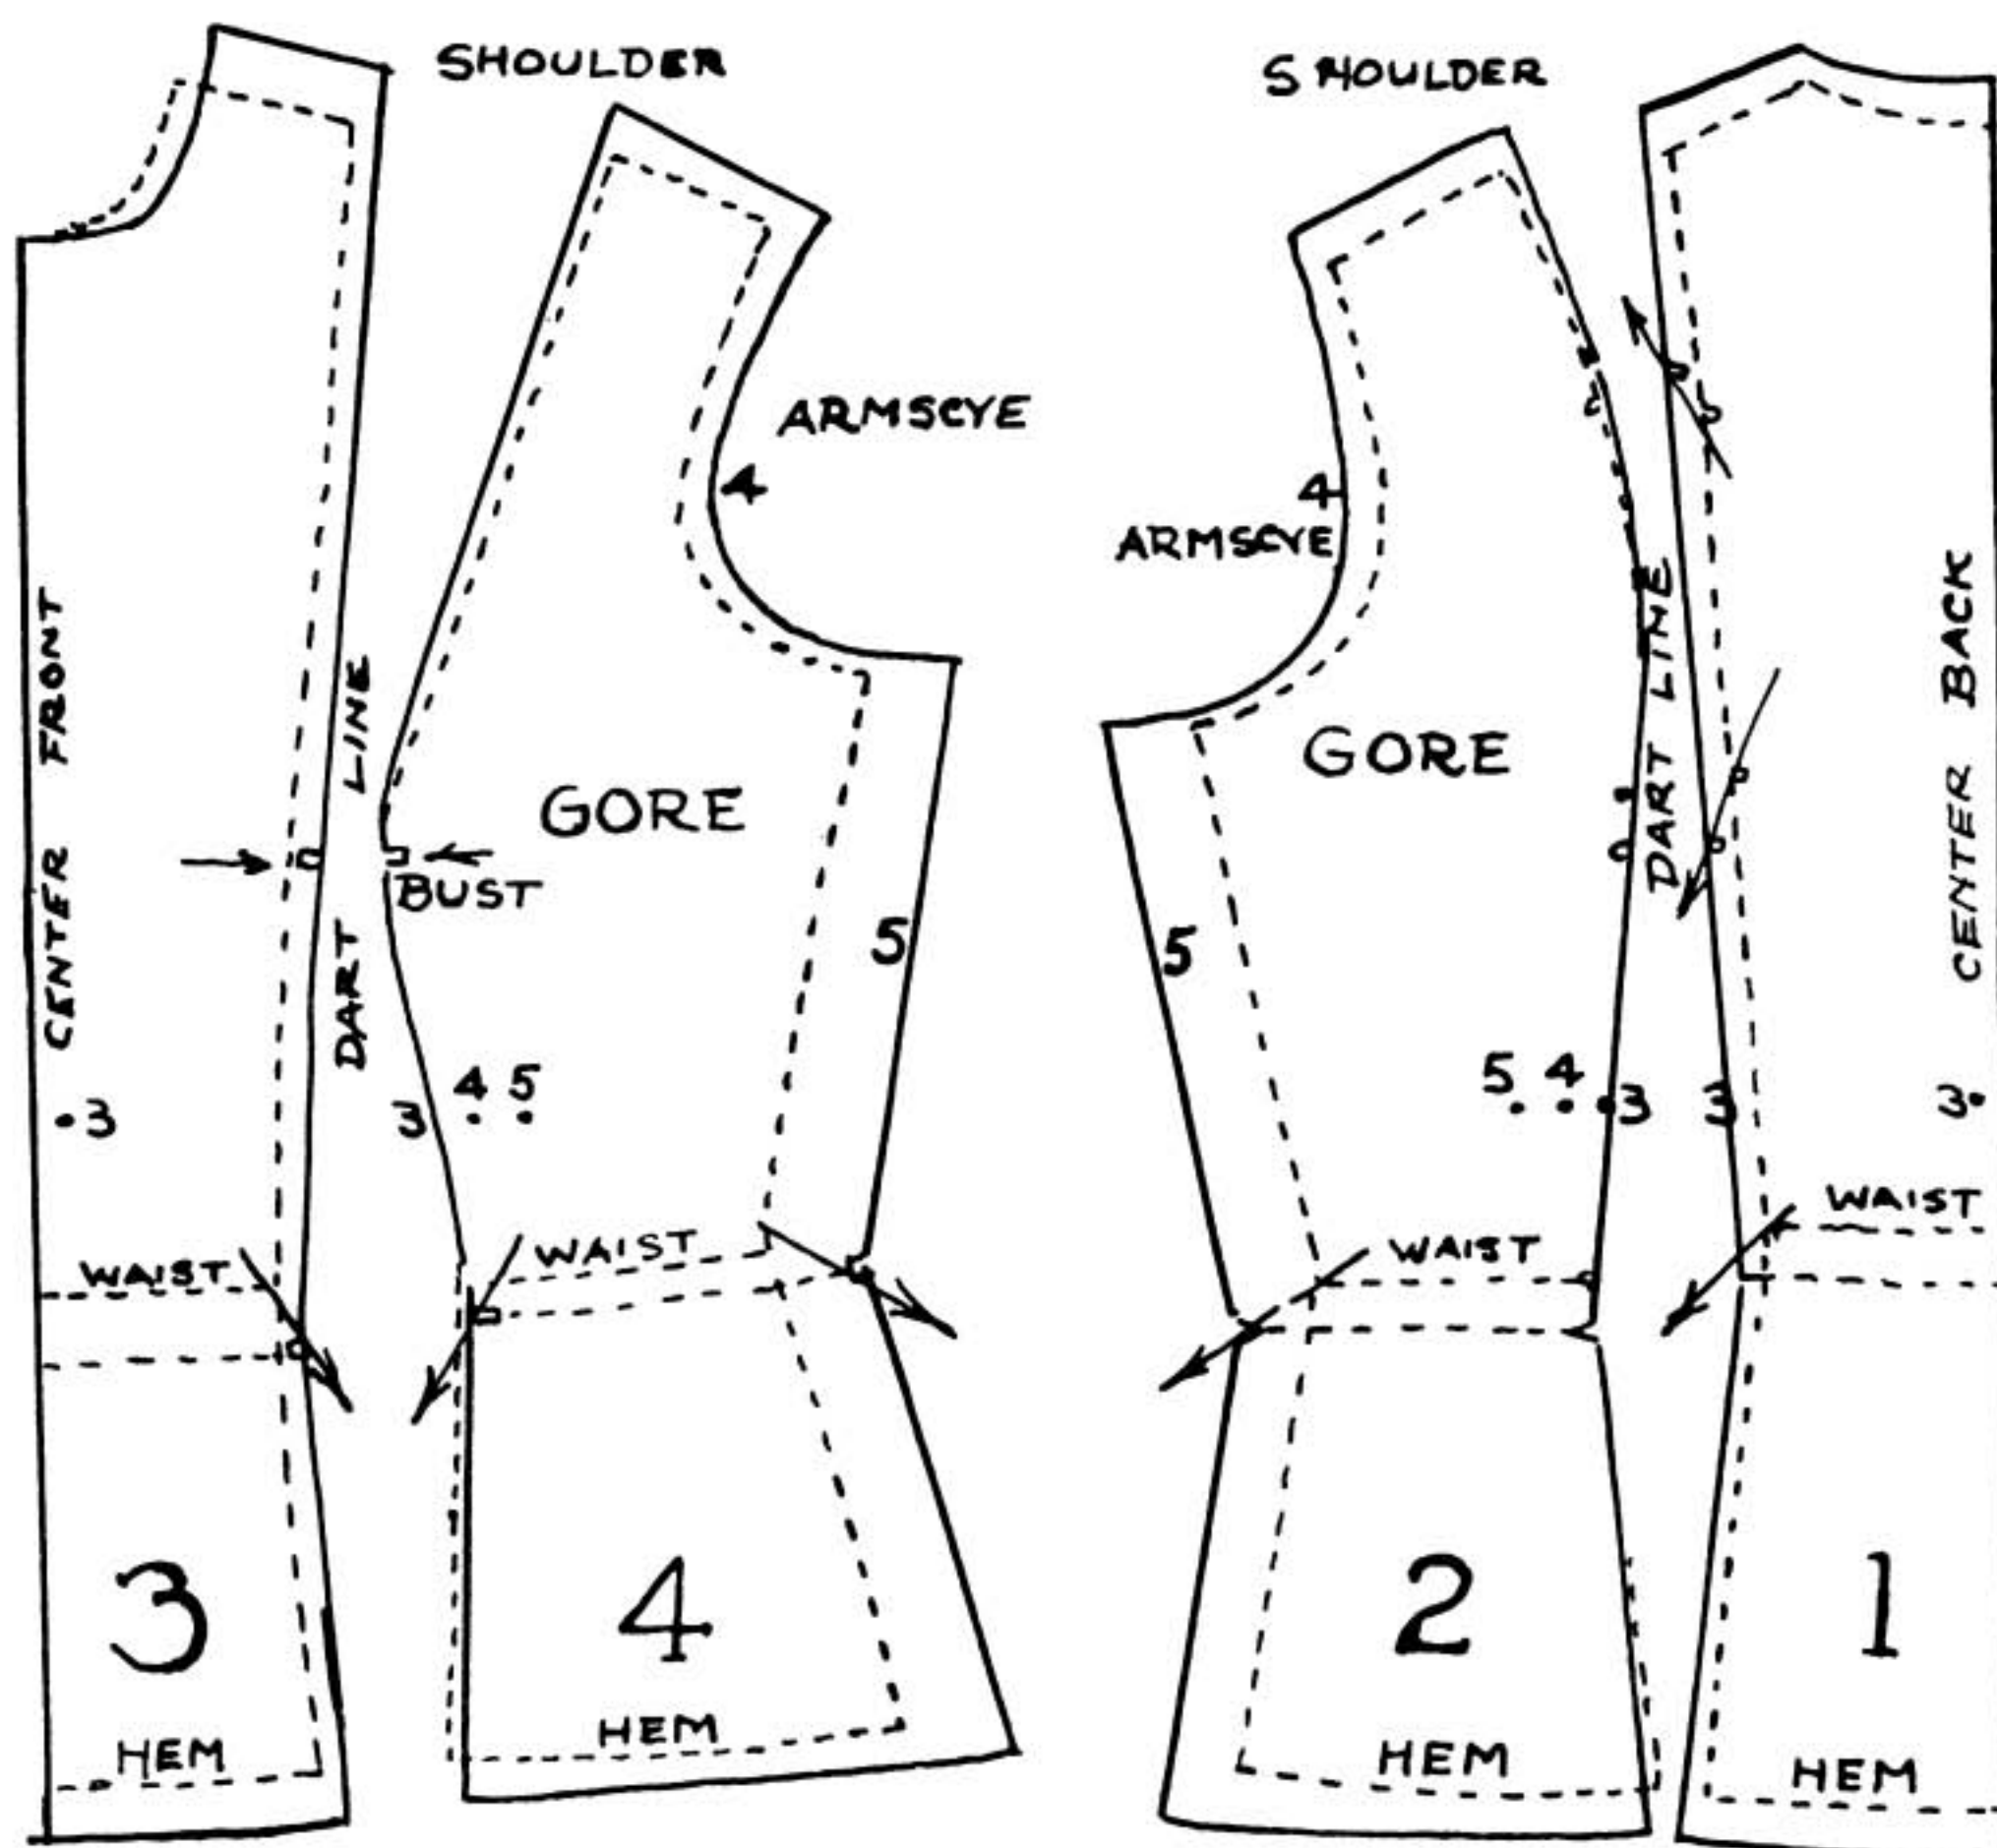 SHOULDER
SHOULDER
ARMSCYE
4
4
ARMSCYE
CENTER FRONT
DART LINE
GORE
BUST
5
GORE
5
DART LINE
CENTER BACK
.3
3
4 5
. .
5 4
. . .3
3
3.
WAIST
WAIST
WAIST
WAIST
3
4
2
1
HEM
HEM
HEM
HEM